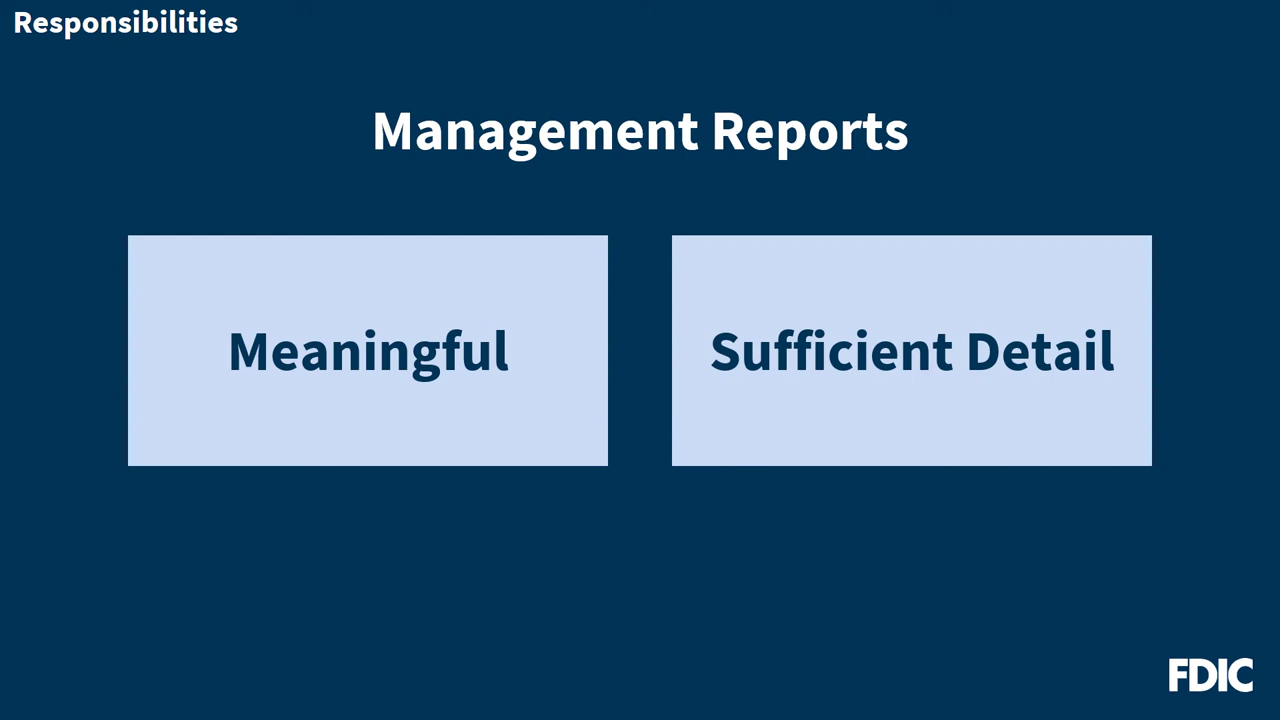 Responsibilities
Management Reports
Meaningful
Sufficient Detail
FDIC